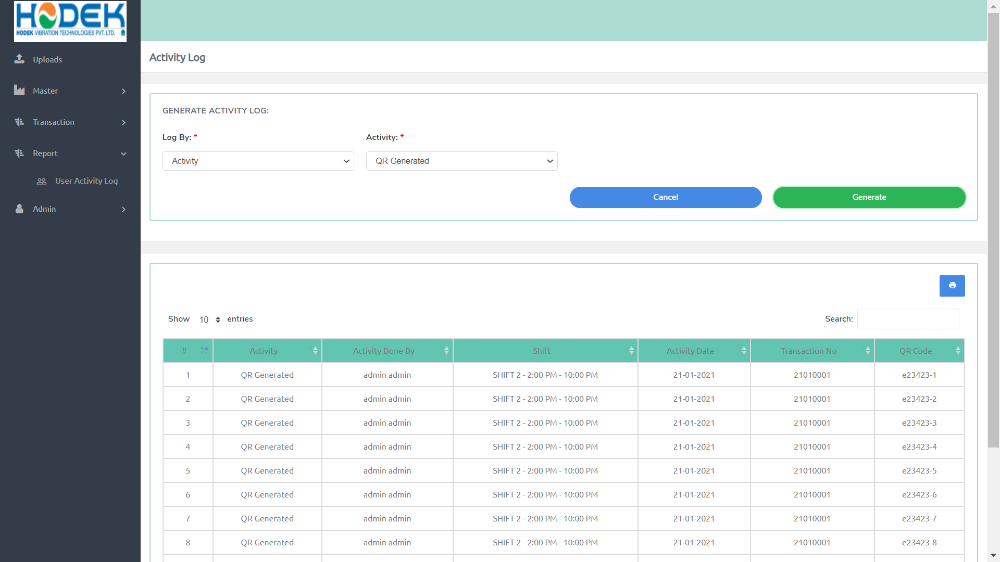 HODEK
HODEK VIBRATION TECHNOLOGIES PVT. LTD.
Uploads
Master
Transaction
Report
User Activity Log
Admin
Activity Log
GENERATE ACTIVITY LOG:
Log By: * Activity: *
Activity QR Generated
Cancel Generate
Show 10 entries Search:
# Activity Activity Done By Shift Activity Date Transaction No QR Code
1 QR Generated admin admin SHIFT 2 - 2:00 PM - 10:00 PM 21-01-2021 21010001 e23423-1
2 QR Generated admin admin SHIFT 2 - 2:00 PM - 10:00 PM 21-01-2021 21010001 e23423-2
3 QR Generated admin admin SHIFT 2 - 2:00 PM - 10:00 PM 21-01-2021 21010001 e23423-3
4 QR Generated admin admin SHIFT 2 - 2:00 PM - 10:00 PM 21-01-2021 21010001 e23423-4
5 QR Generated admin admin SHIFT 2 - 2:00 PM - 10:00 PM 21-01-2021 21010001 e23423-5
6 QR Generated admin admin SHIFT 2 - 2:00 PM - 10:00 PM 21-01-2021 21010001 e23423-6
7 QR Generated admin admin SHIFT 2 - 2:00 PM - 10:00 PM 21-01-2021 21010001 e23423-7
8 QR Generated admin admin SHIFT 2 - 2:00 PM - 10:00 PM 21-01-2021 21010001 e23423-8